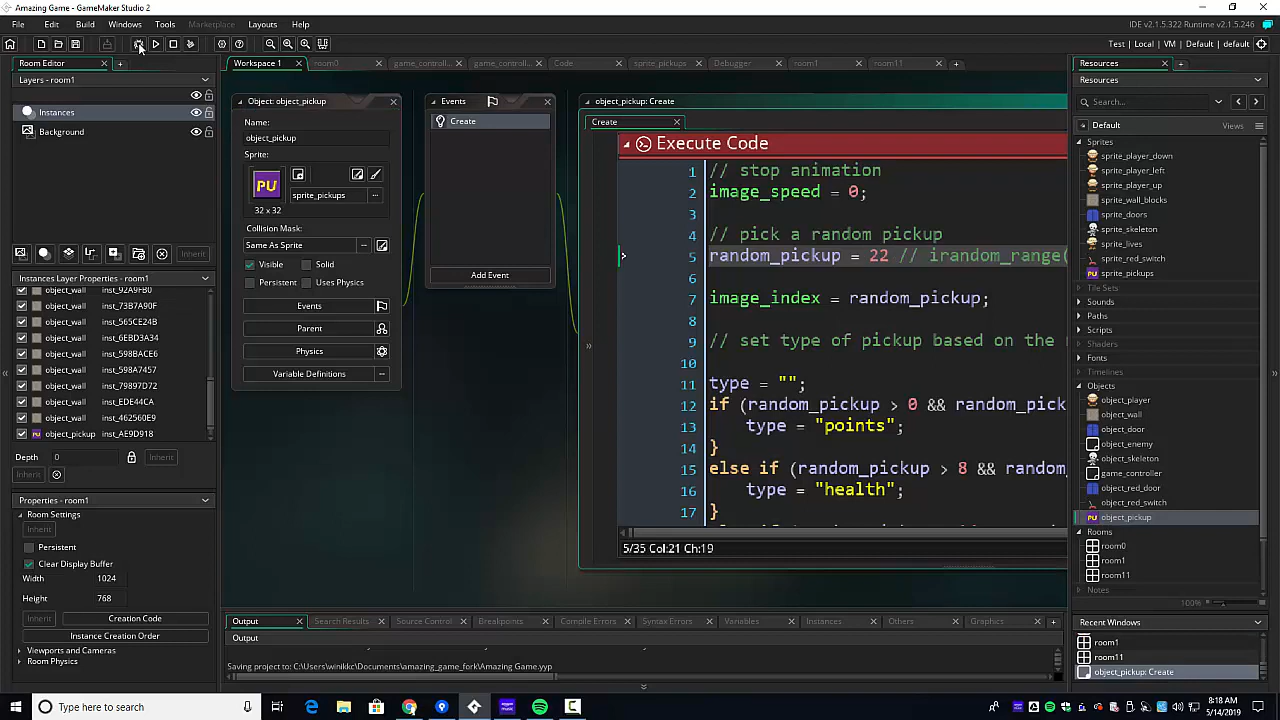 Amazing Game - GameMaker Studio 2
File Edit Build Windows Tools Marketplace Layouts Help
IDE v2.1.5.322 Runtime v2.1.5.246
Test | Local | VM | Default | default
Room Editor
Workspace 1 room0 game_controll... game_controll... Code sprite_pickups Debugger room1 room11
Resources
Layers - room1
Instances
Background
Inherit
Instances Layer Properties - room1
object_wall inst_92A9FB0
object_wall inst_73B7A90F
object_wall inst_565CE24B
object_wall inst_6EBD3A34
object_wall inst_598BACE6
object_wall inst_598A7457
object_wall inst_79897D72
object_wall inst_EDE44CA
object_wall inst_462560E9
object_pickup inst_AE9D918
Depth 0 Inherit
Inherit
Properties - room1
Room Settings
Inherit
Persistent
Clear Display Buffer
Width 1024
Height 768
Inherit Creation Code
Instance Creation Order
Viewports and Cameras
Room Physics
Object: object_pickup
Name:
object_pickup
Sprite:
PU
sprite_pickups ...
32 x 32
Collision Mask:
Same As Sprite
Visible Solid
Persistent Uses Physics
Events
Parent
Physics
Variable Definitions
Events
Create
Add Event
object_pickup: Create
Create
Execute Code
1 // stop animation
2 image_speed = 0;
3
4 // pick a random pickup
5 random_pickup = 22 // irandom_range(
6
7 image_index = random_pickup;
8
9 // set type of pickup based on the
10
11 type = "";
12 if (random_pickup > 0 && random_pick
13 type = "points";
14 }
15 else if (random_pickup > 8 && random_
16 type = "health";
17 }
5/35 Col:21 Ch:19
Output Search Results Source Control Breakpoints Compile Errors Syntax Errors Variables Instances Others Graphics
Output
Saving project to: C:\Users\winikkc\Documents\amazing_game_fork\Amazing Game.yyp
Resources
Search...
Default Views
Sprites
sprite_player_down
sprite_player_left
sprite_player_up
sprite_wall_blocks
sprite_doors
sprite_skeleton
sprite_lives
sprite_red_switch
sprite_pickups
Tile Sets
Sounds
Paths
Scripts
Shaders
Fonts
Timelines
Objects
object_player
object_wall
object_door
object_enemy
object_skeleton
game_controller
object_red_door
object_red_switch
object_pickup
Rooms
room0
room1
room11
Notes
100%
Recent Windows
room1
room11
object_pickup: Create
Type here to search
8:18 AM
5/14/2019